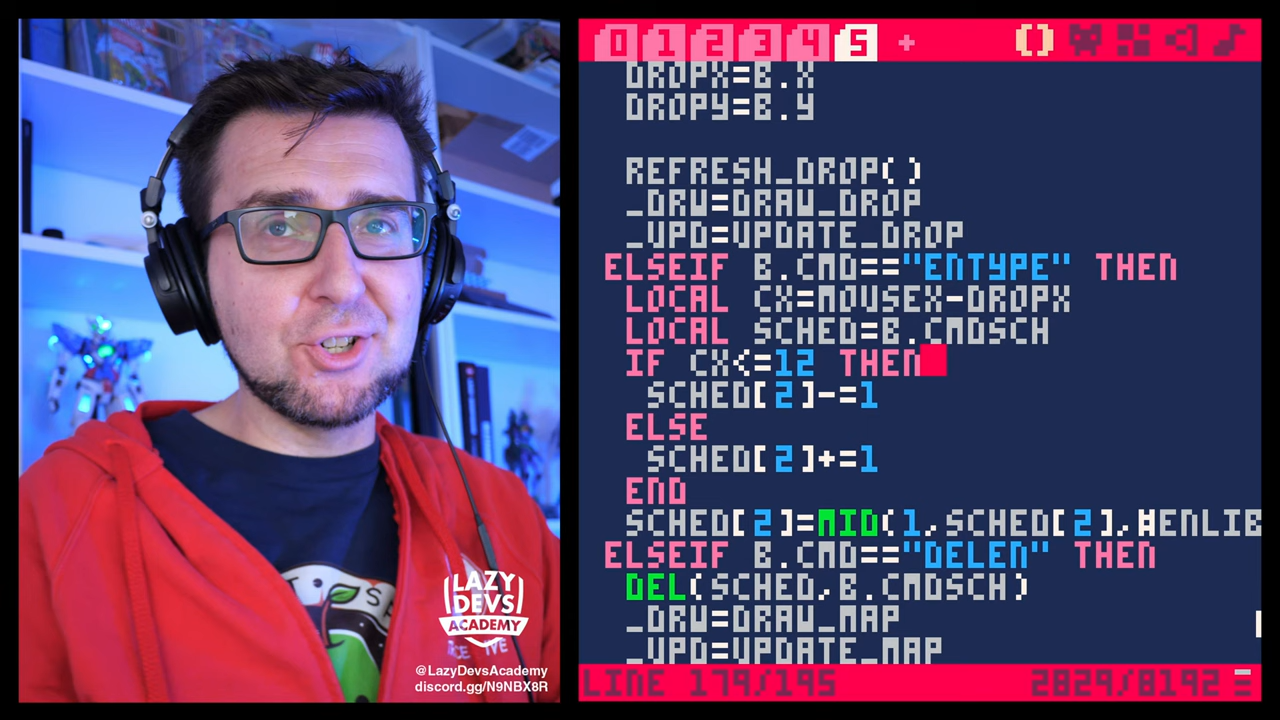 LAZY
DEVS
ACADEMY
@LazyDevsAcademy
discord.gg/N9NBX8R
0 1 2 3 4 5 + ()
DROPX=B.X
DROPY=B.Y
REFRESH_DROP()
_DRW=DRAW_DROP
_UPD=UPDATE_DROP
ELSEIF B.CMD=="ENTYPE" THEN
LOCAL CX=MOUSEX-DROPX
LOCAL SCHED=B.CMDSCH
IF CX<=12 THEN
SCHED[2]-=1
ELSE
SCHED[2]+=1
END
SCHED[2]=MID(1,SCHED[2],#ENLIB
ELSEIF B.CMD=="DELEN" THEN
DEL(SCHED,B.CMDSCH)
_DRW=DRAW_MAP
_UPD=UPDATE_MAP
LINE 179/195 2829/8192